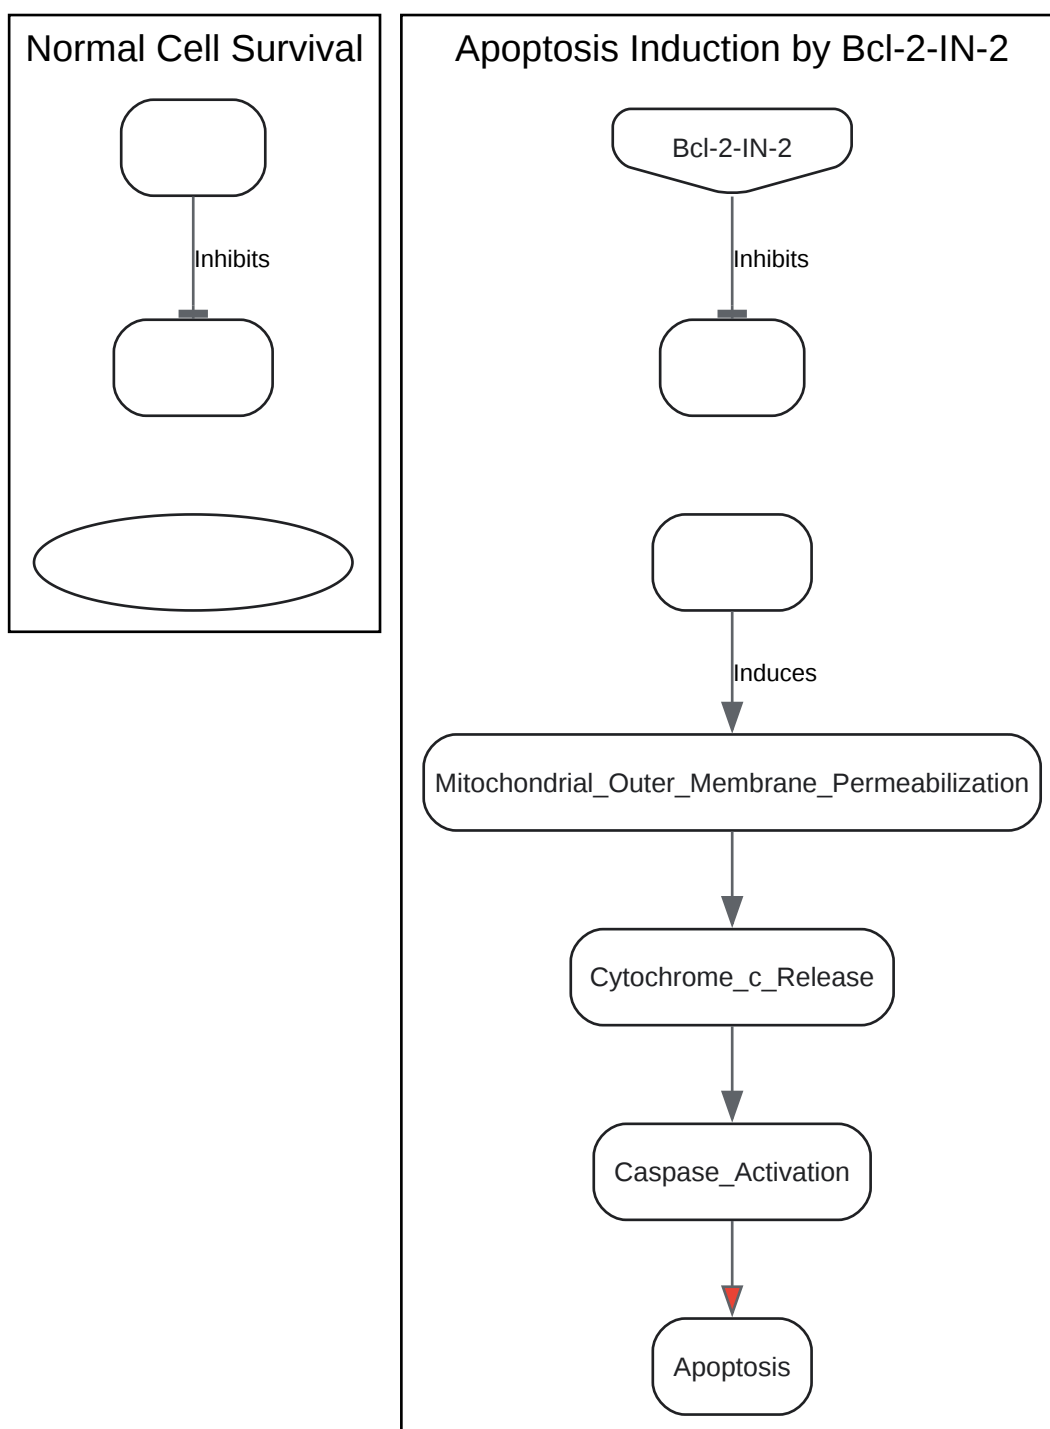 Normal Cell Survival
Inhibits
Apoptosis Induction by Bcl-2-IN-2
Bcl-2-IN-2
Inhibits
Induces
Mitochondrial_Outer_Membrane_Permeabilization
Cytochrome_c_Release
Caspase_Activation
Apoptosis